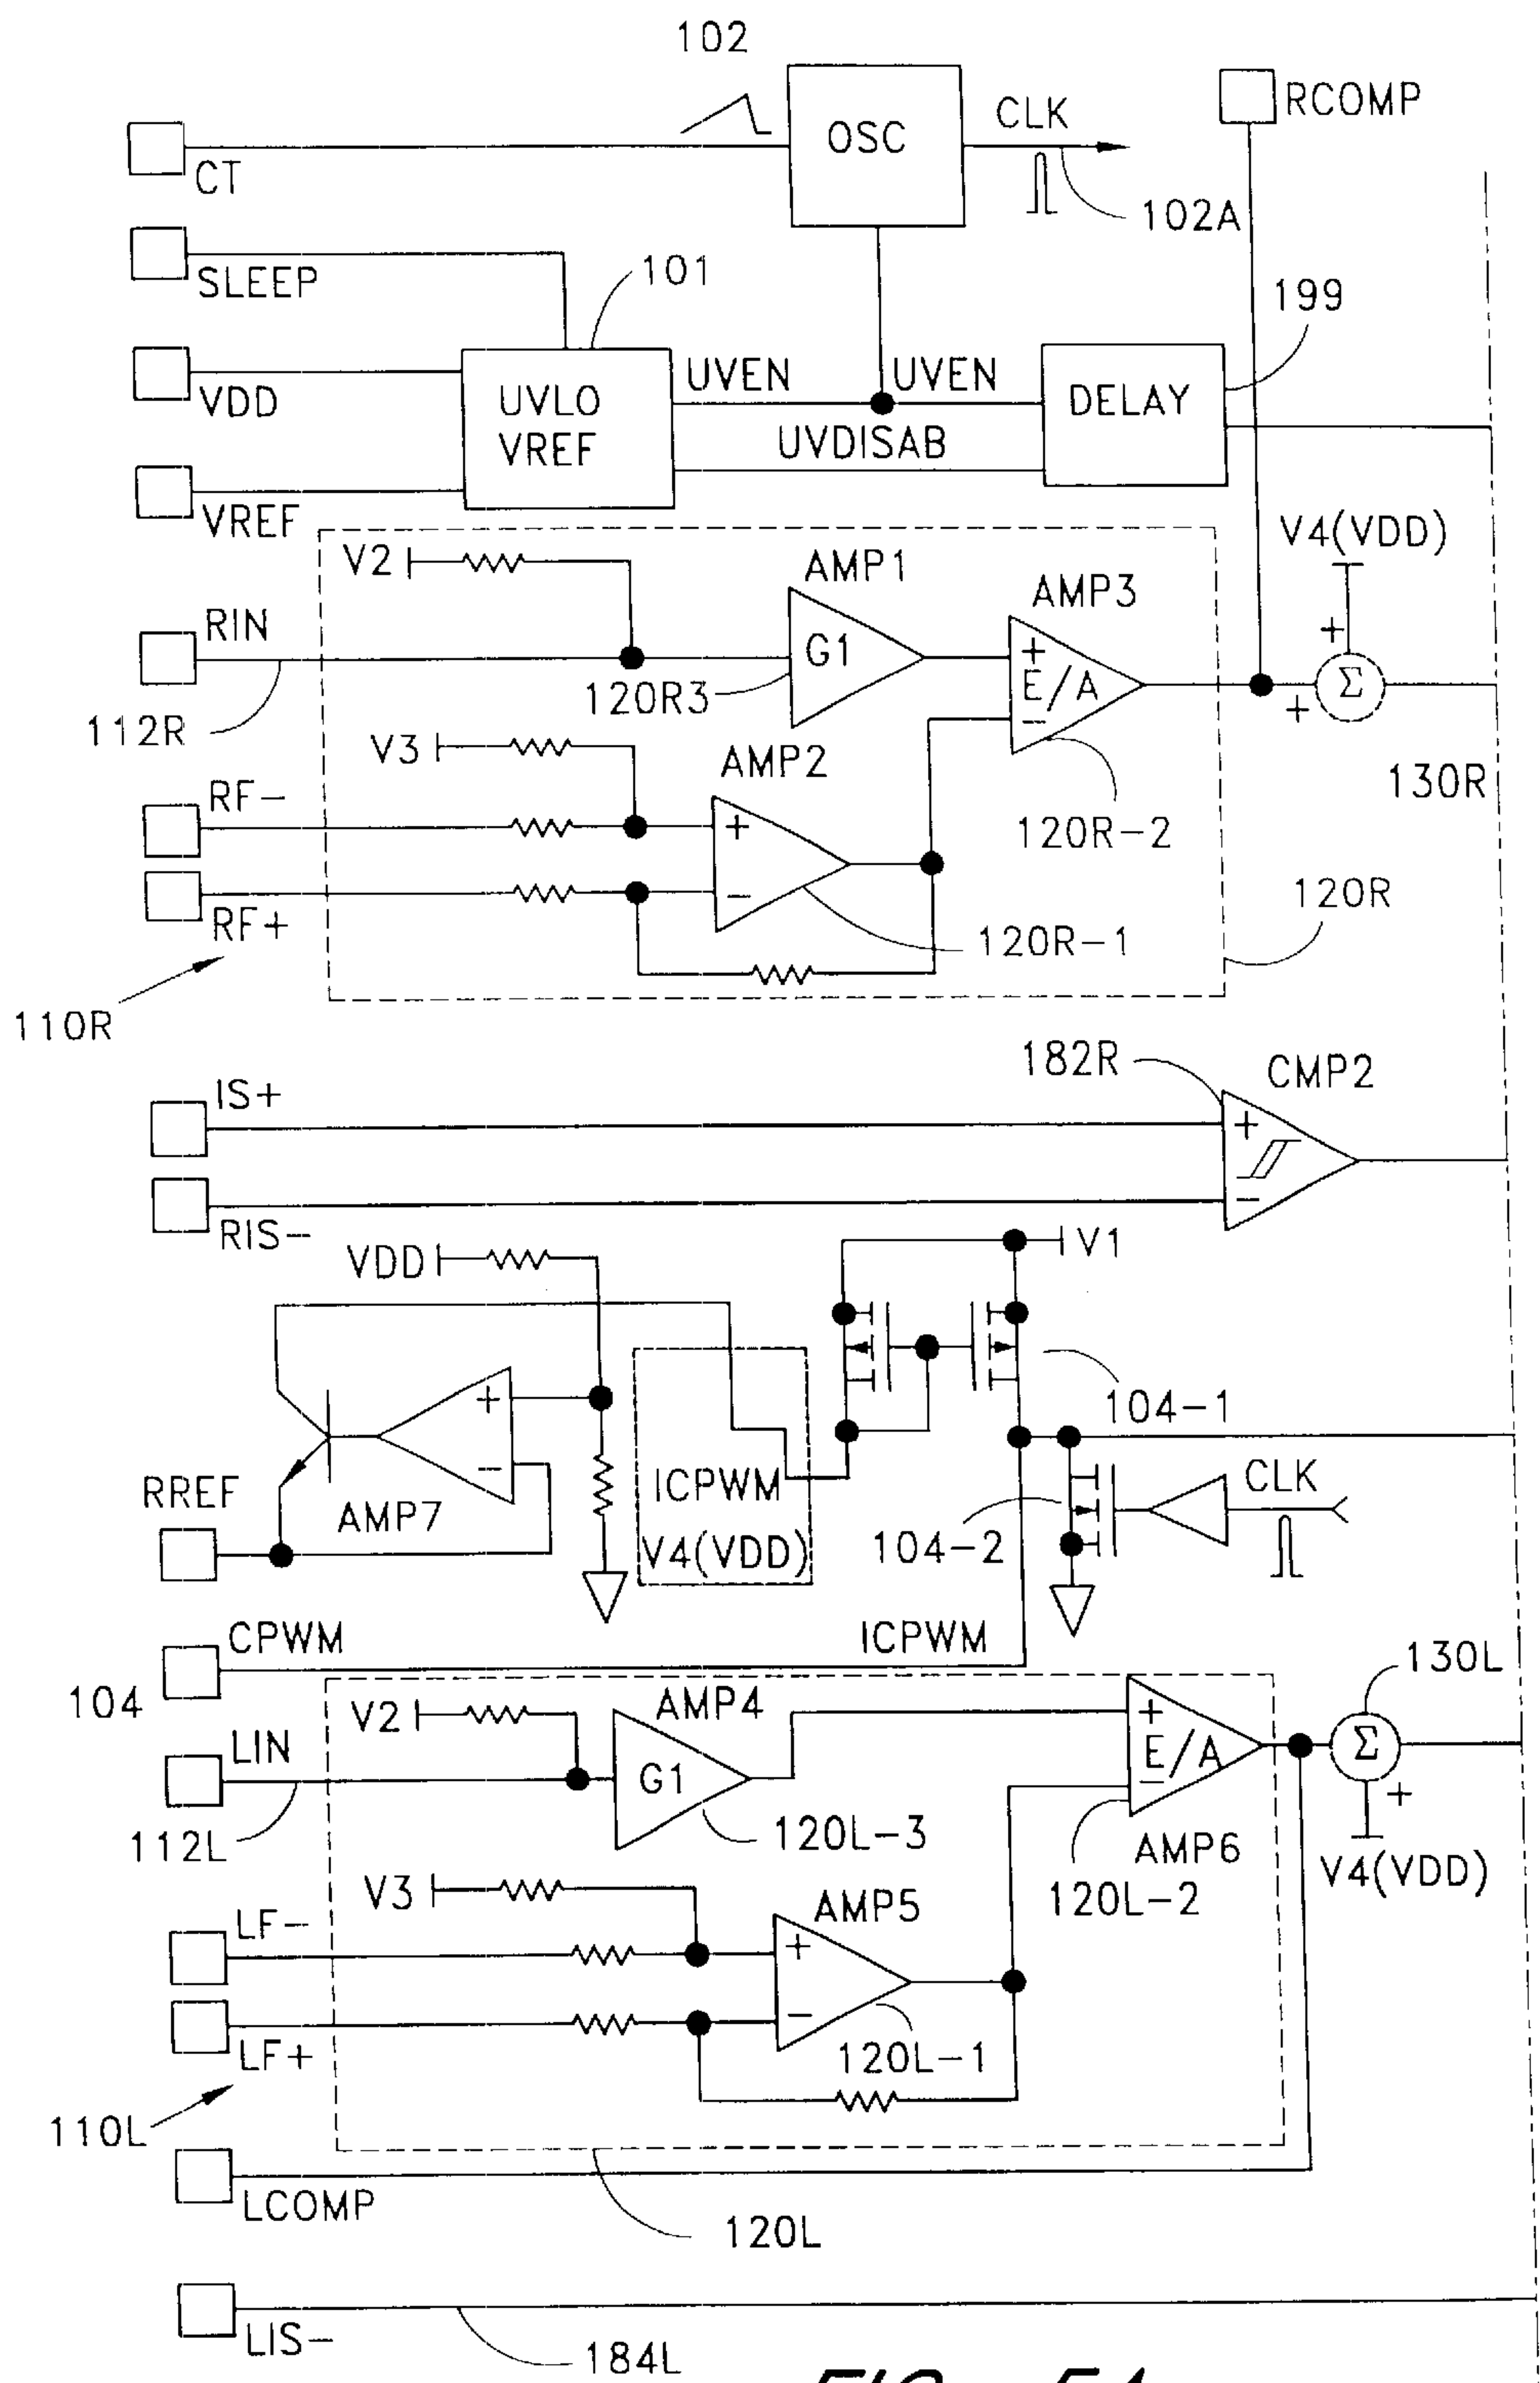 102
OSC
CLK
RCOMP
CT
102A
SLEEP
101
199
VDD
UVLO
VREF
UVEN
UVEN
DELAY
UVDISAB
VREF
V2
AMP1
V4(VDD)
RIN
G1
AMP3
+
E/A
−
+
Σ
+
120R3
112R
V3
AMP2
130R
RF−
+
120R-2
RF+
−
120R-1
120R
110R
182R
CMP2
IS+
+
−
RIS−
VDD
V1
+
104-1
−
RREF
AMP7
ICPWM
V4(VDD)
CLK
104-2
CPWM
ICPWM
130L
104
V2
AMP4
+
E/A
−
Σ
+
LIN
G1
112L
120L-3
AMP6
V4(VDD)
V3
AMP5
120L-2
LF−
+
−
LF+
120L-1
110L
LCOMP
120L
LIS−
184L